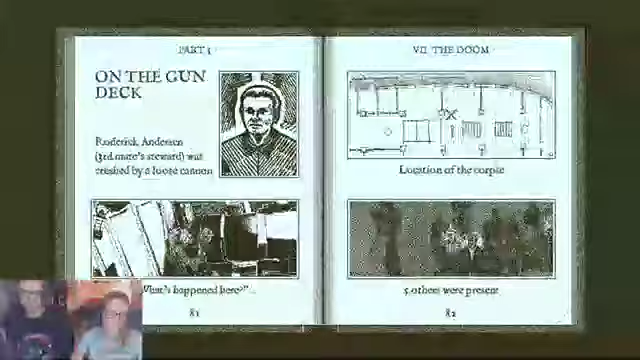 PART 5
ON THE GUN
DECK
Roderick Andersen
(3rd mate's steward) was
crushed by a loose cannon
"What's happened here?"
81
VII. THE DOOM
Location of the corpse
5 others were present
82